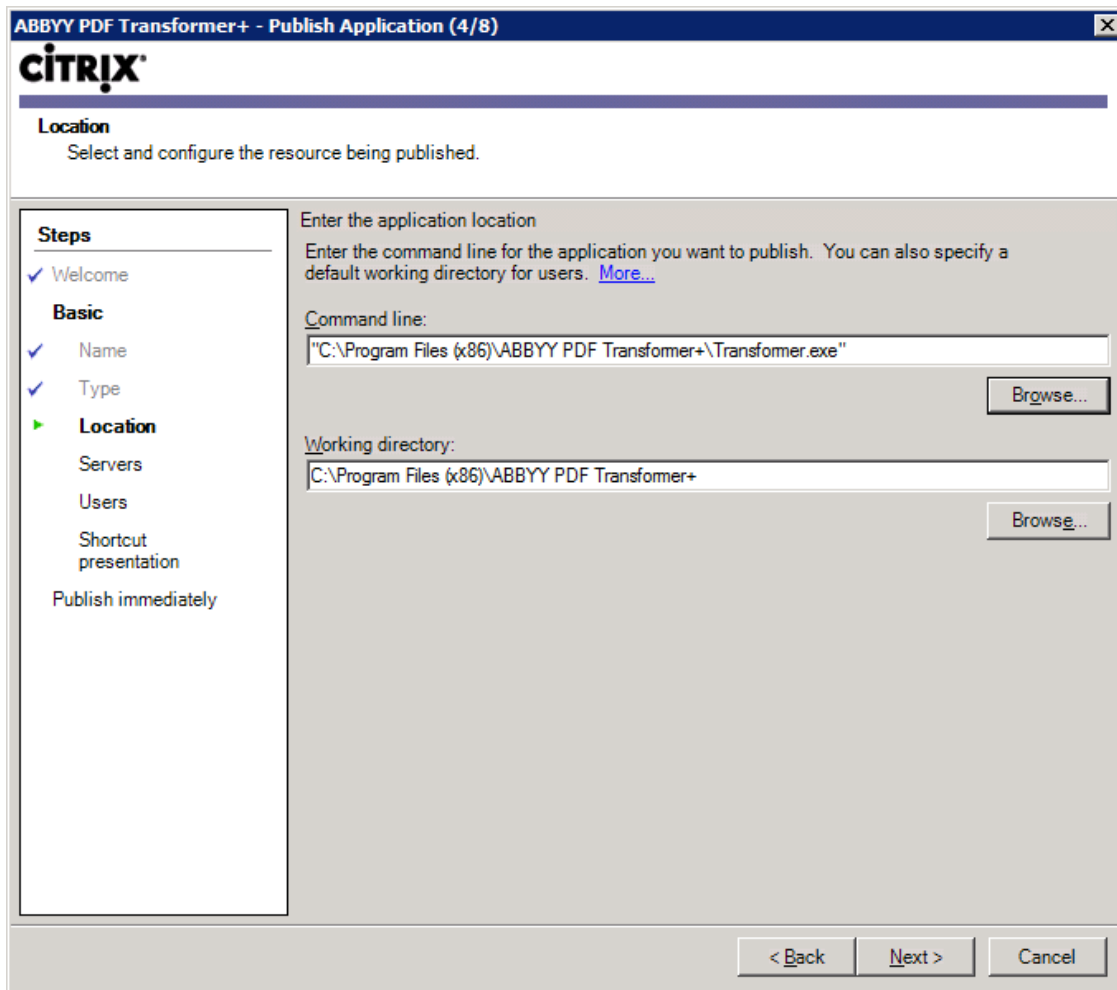 ABBYY PDF Transformer+ - Publish Application (4/8)
CİTRIX
Location
Select and configure the resource being published.
Steps
Welcome
Basic
Name
Type
Location
Servers
Users
Shortcut
presentation
Publish immediately
Enter the application location
Enter the command line for the application you want to publish. You can also specify a
default working directory for users. More...
Command line:
"C:\Program Files (x86)\ABBYY PDF Transformer+\Transformer.exe"
Browse...
Working directory:
C:\Program Files (x86)\ABBYY PDF Transformer+
Browse...
< Back
Next >
Cancel